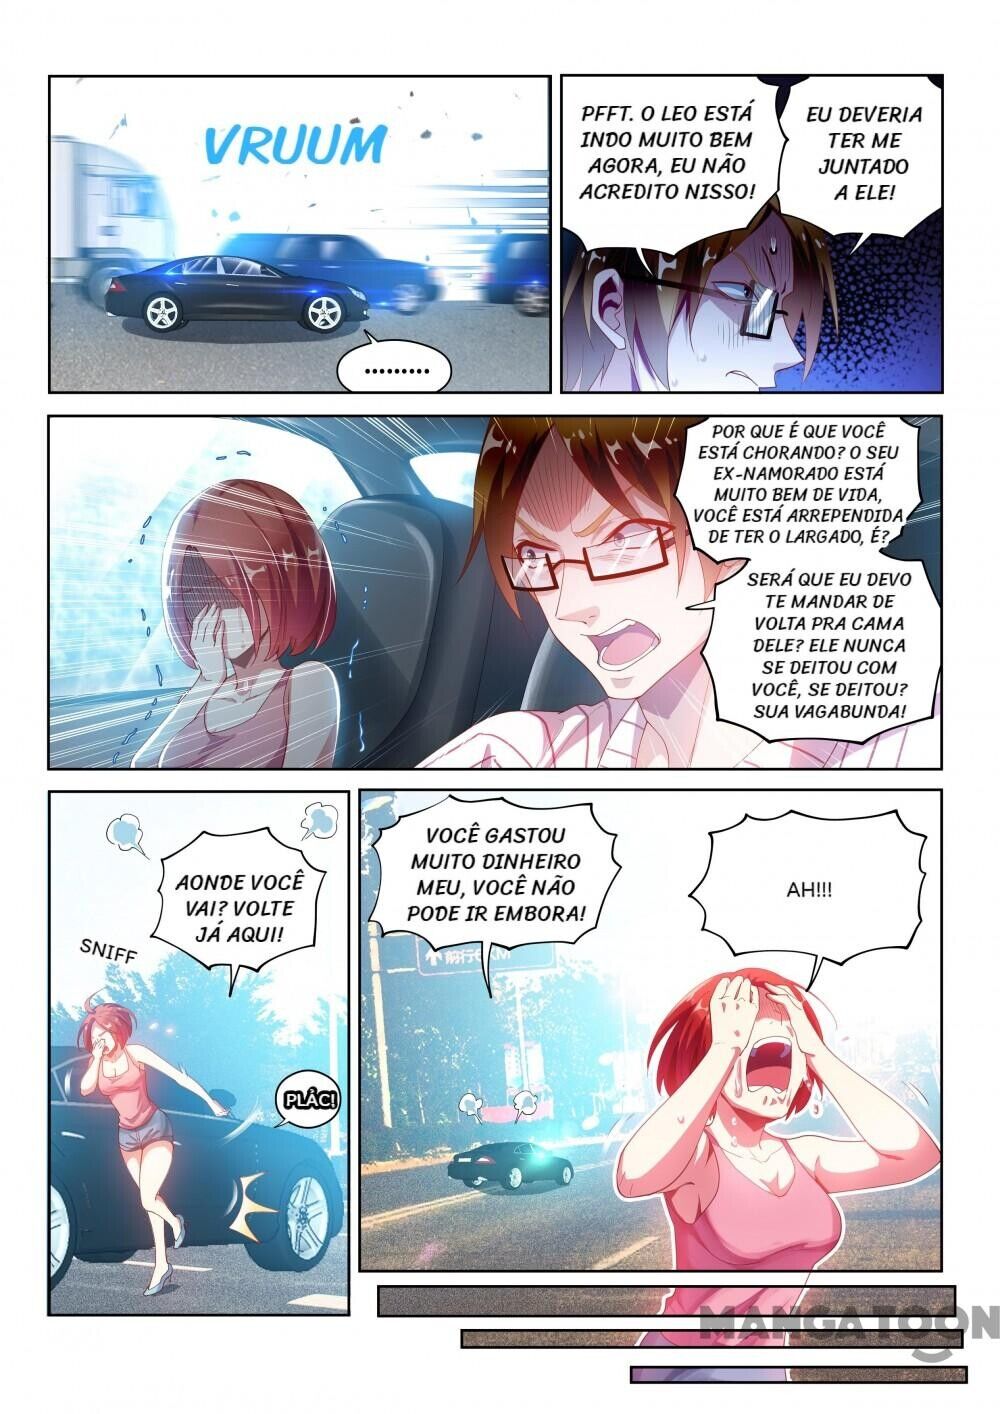 VRUUM
.........
PFFT. O LEO ESTÁ
INDO MUITO BEM
AGORA, EU NÃO
ACREDITO NISSO!
EU DEVERIA
TER ME
JUNTADO
A ELE!
POR QUE É QUE VOCÊ
ESTÁ CHORANDO? O SEU
EX-NAMORADO ESTÁ
MUITO BEM DE VIDA,
VOCÊ ESTÁ ARREPENDIDA
DE TER O LARGADO, É?
SERÁ QUE EU DEVO
TE MANDAR DE
VOLTA PRA CAMA
DELE? ELE NUNCA
SE DEITOU COM
VOCÊ, SE DEITOU?
SUA VAGABUNDA!
AONDE VOCÊ
VAI? VOLTE
JÁ AQUI!
SNIFF
PLÁC!
VOCÊ GASTOU
MUITO DINHEIRO
MEU, VOCÊ NÃO
PODE IR EMBORA!
AH!!!
MANGATOON